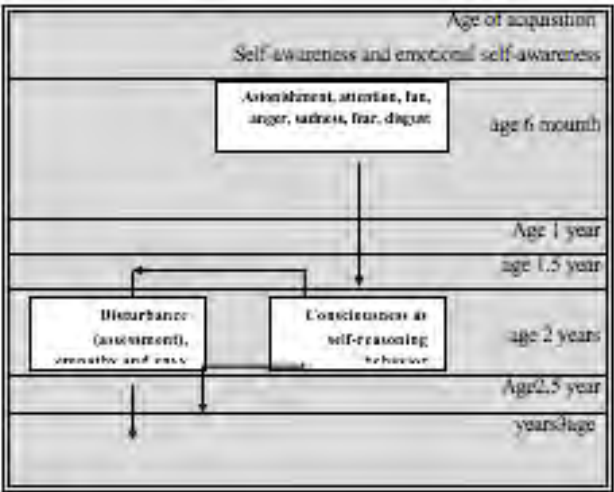 Age of acquisition
Self-awareness and emotional self-awareness
Astonishment, attention, fun,
anger, sadness, fear, disgust
age 6 mounth
Age 1 year
age 1.5 year
Disturbance
(assessment),
empathy and envy
Consciousness as
self-reasoning
behavior
age 2 years
Age2.5 year
years3age